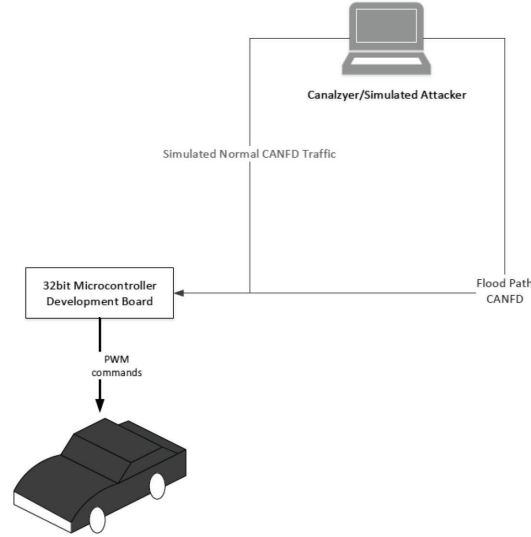 Canalzyer/Simulated Attacker
Simulated Normal CANFD Traffic
32bit Microcontroller
Development Board
Flood Path
CANFD
PWM
commands